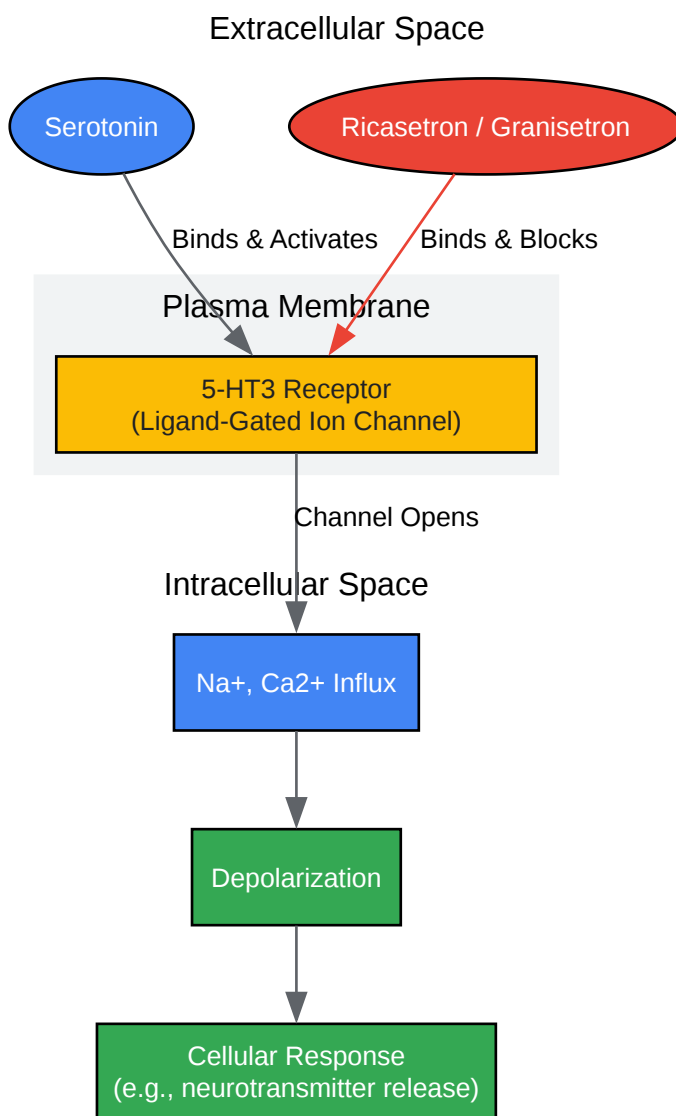 Extracellular Space
Serotonin
Ricasetron / Granisetron
Binds & Activates
Binds & Blocks
Plasma Membrane
5-HT3 Receptor
(Ligand-Gated Ion Channel)
Channel Opens
Intracellular Space
Na+, Ca2+ Influx
Depolarization
Cellular Response
(e.g., neurotransmitter release)